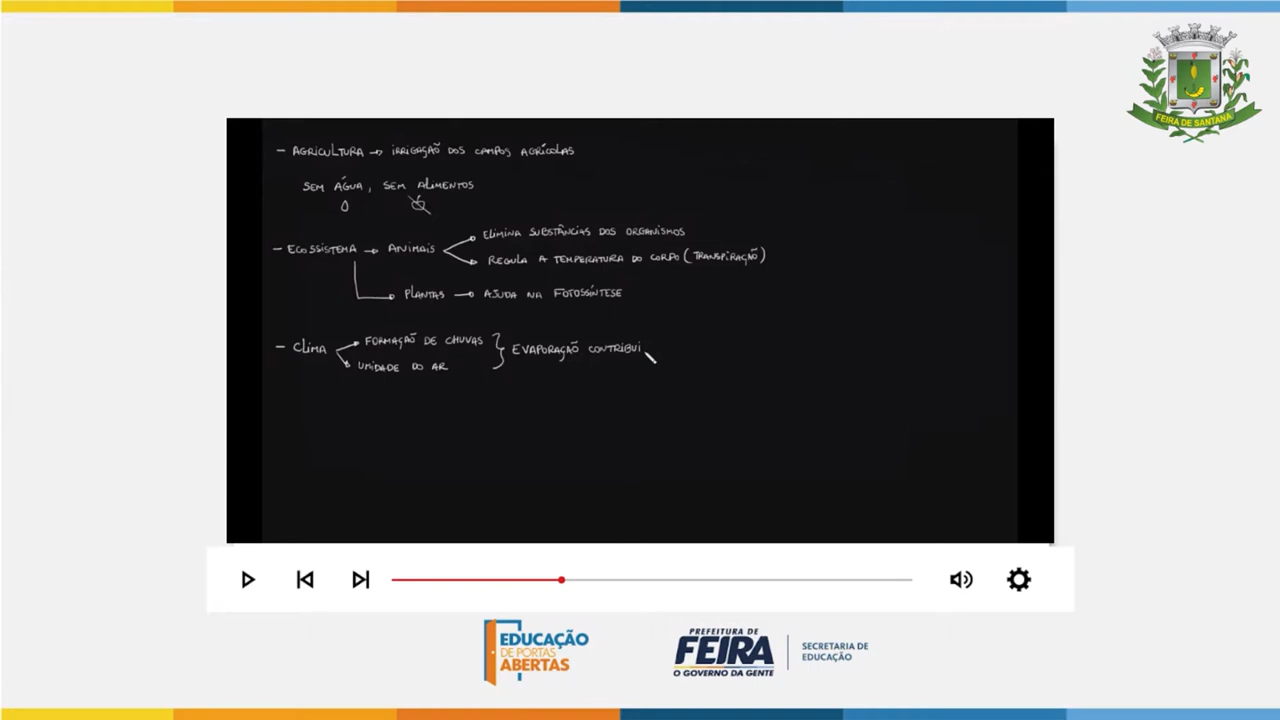 FEIRA DE SANTANA
- AGRICULTURA → IRRIGAÇÃO DOS CAMPOS AGRÍCOLAS
SEM ÁGUA, SEM ALIMENTOS
- ECOSSISTEMA → ANIMAIS
ELIMINA SUBSTÂNCIAS DOS ORGANISMOS
REGULA A TEMPERATURA DO CORPO (TRANSPIRAÇÃO)
PLANTAS → AJUDA NA FOTOSSÍNTESE
- CLIMA
FORMAÇÃO DE CHUVAS
UMIDADE DO AR
EVAPORAÇÃO CONTRIBUI
EDUCAÇÃO
DE PORTAS
ABERTAS
PREFEITURA DE
FEIRA
O GOVERNO DA GENTE
SECRETARIA DE
EDUCAÇÃO